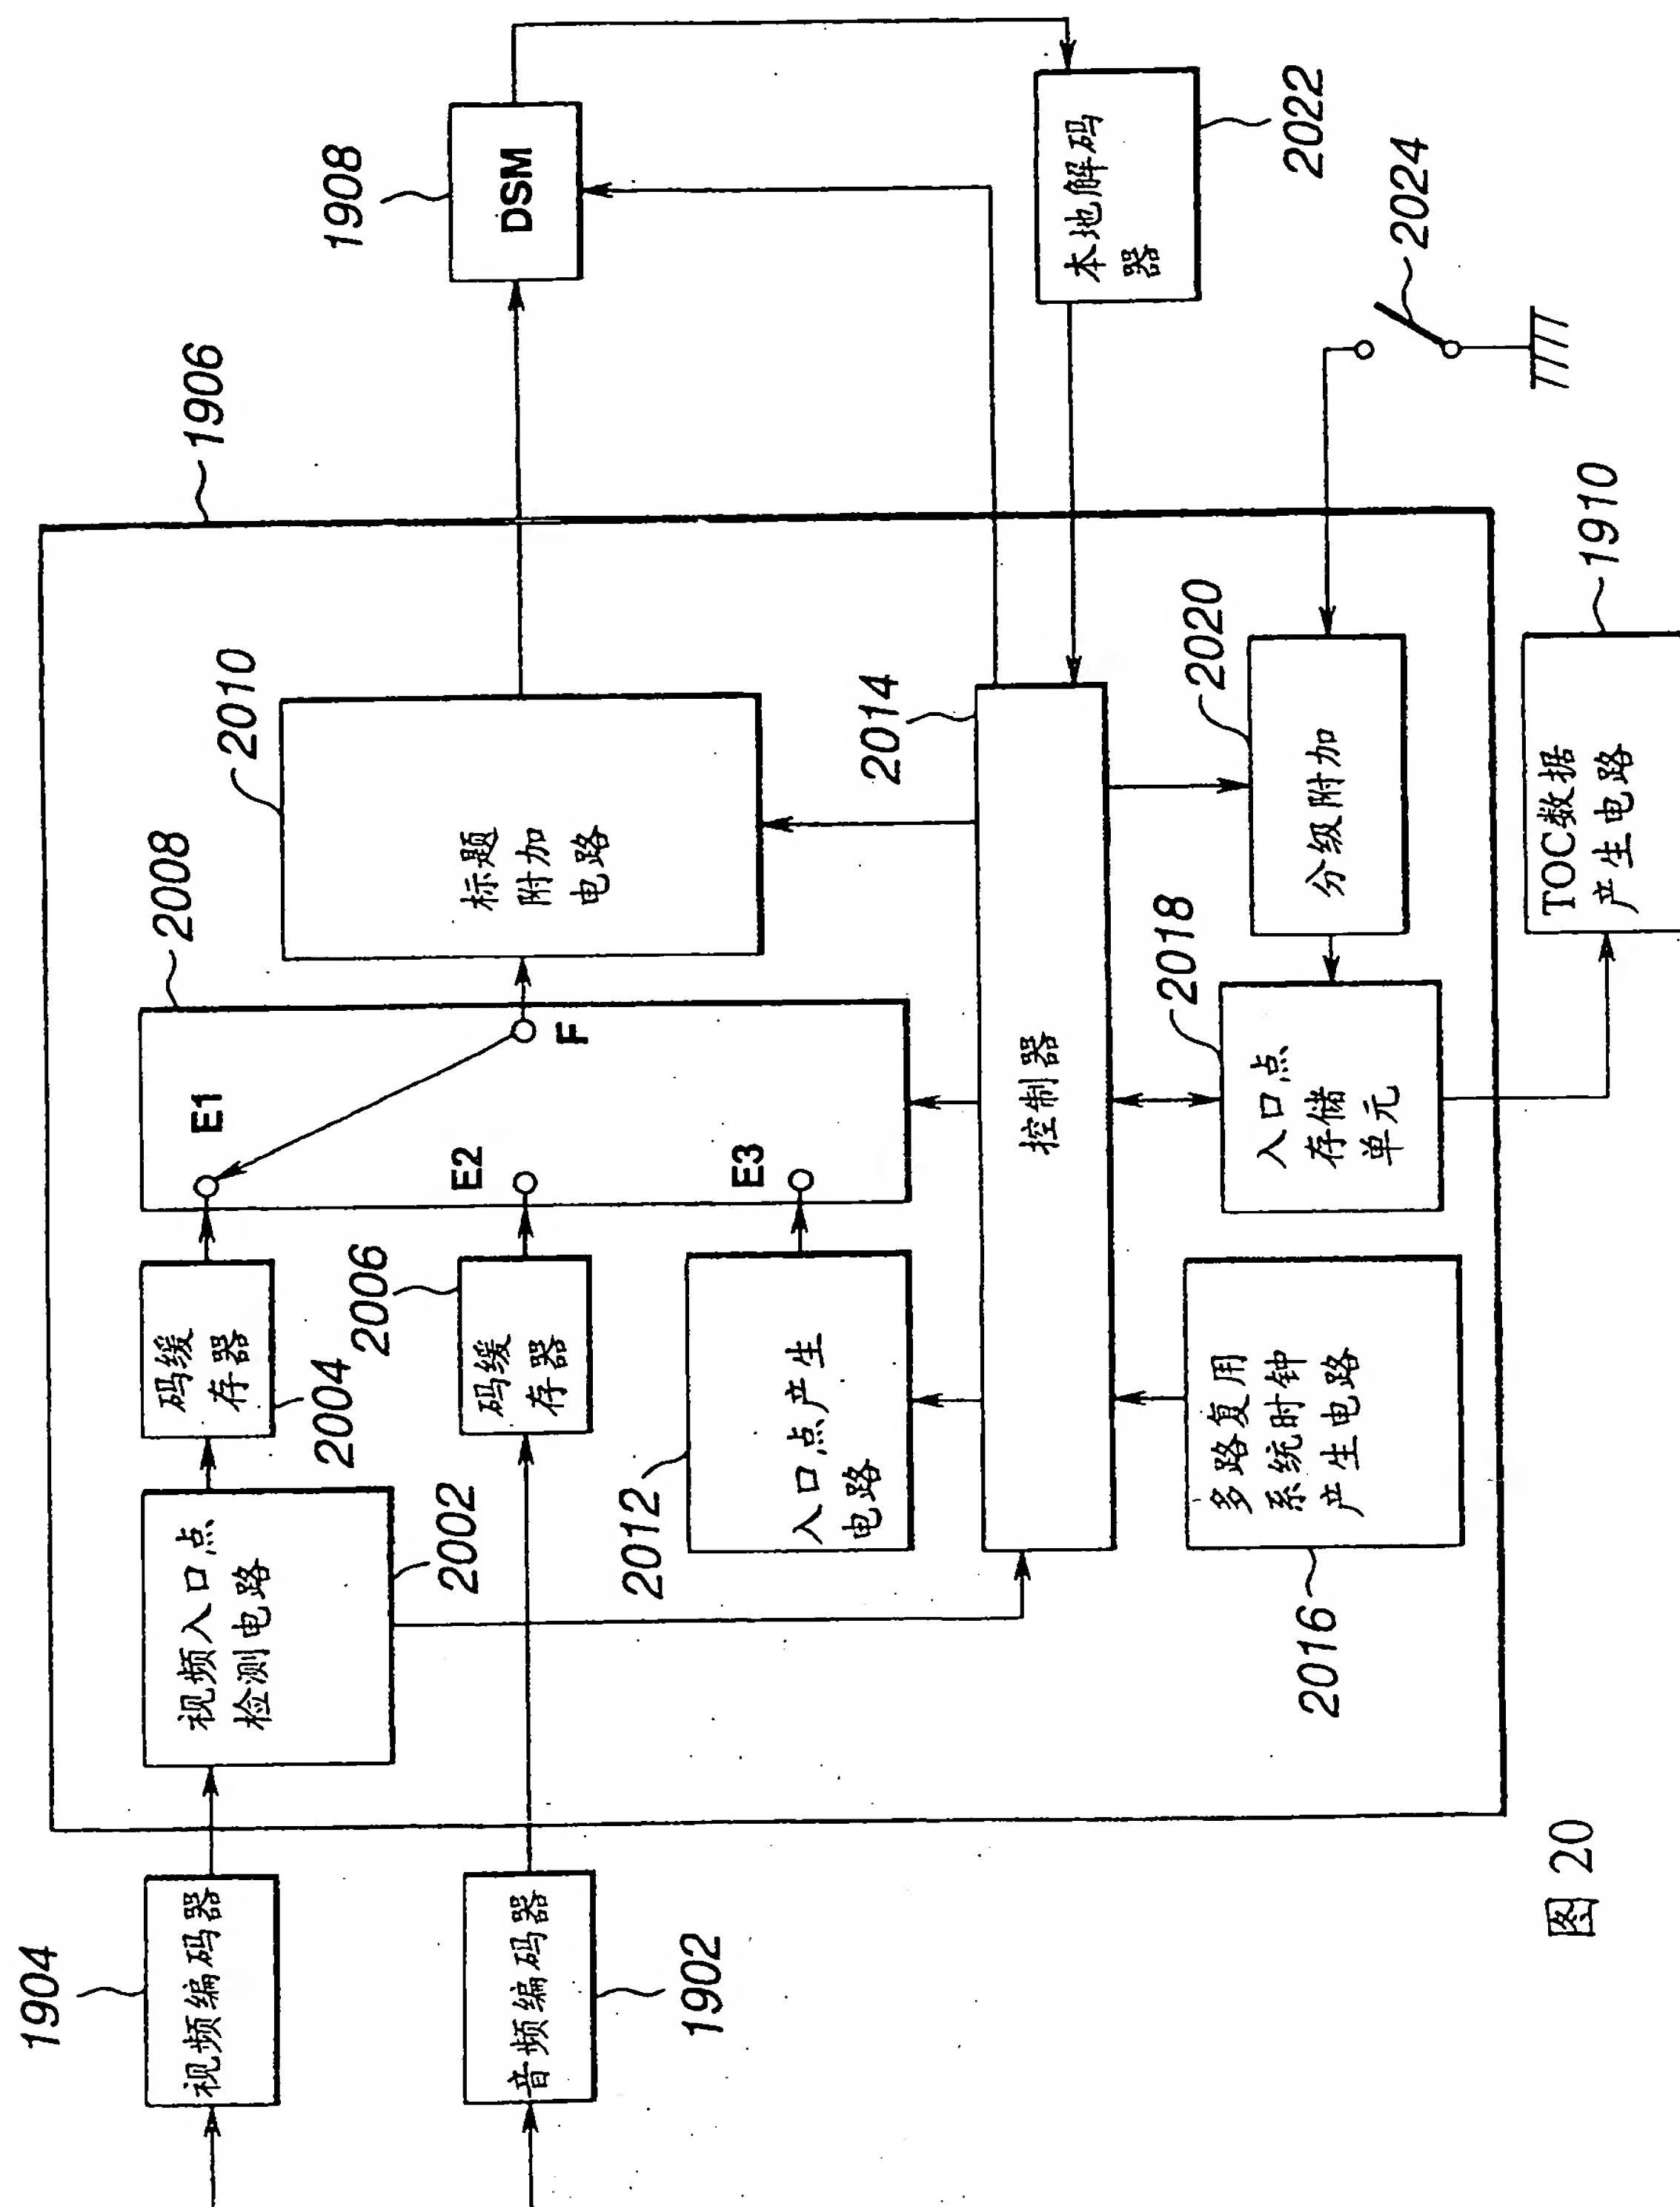 1904
视频编码器
音频编码器
1902
视频入口点
检测电路
2002
码缓
存器
2004
码缓
存器
2006
入口点产生
电路
2012
多路复用
系统时钟
产生电路
2016
E1
E2
E3
F
2008
标题
附加
电路
2010
控制器
2014
入口点
存储
单元
2018
分级附加
2020
1906
DSM
1908
本地解码
器
2022
2024
TOC数据
产生电路
1910
图 20